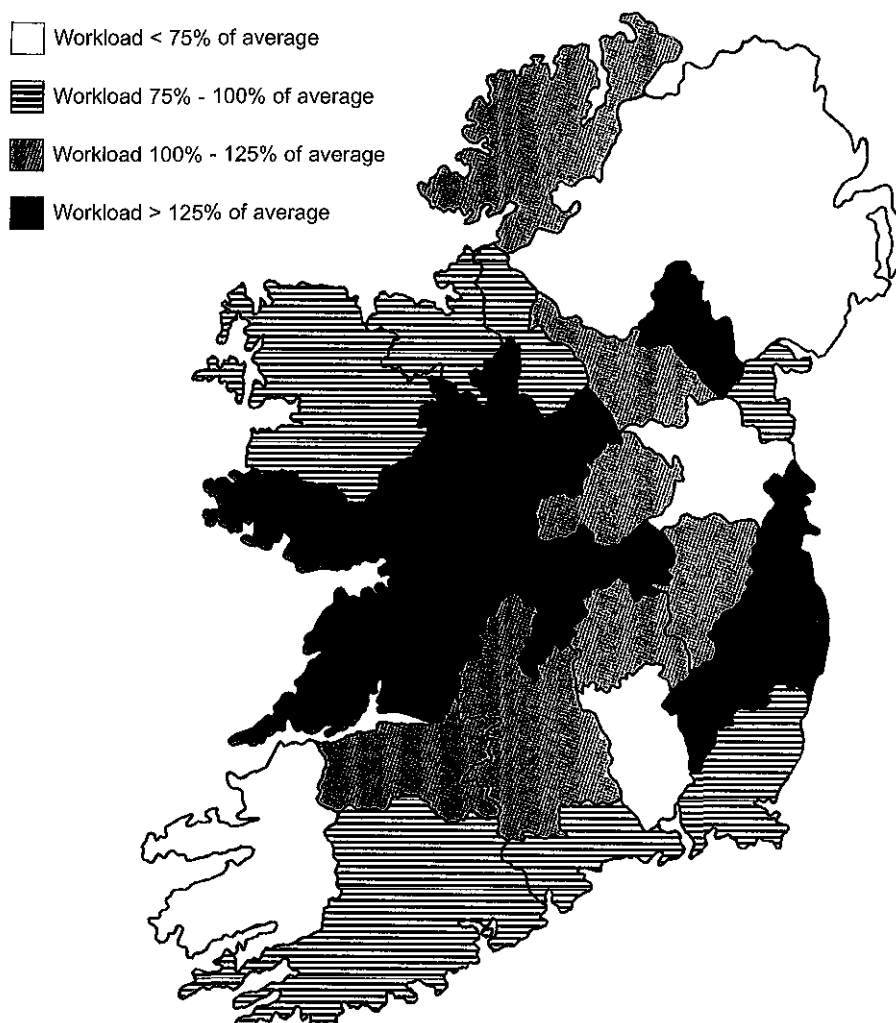 Workload < 75% of average
Workload 75% - 100% of average
Workload 100% - 125% of average
Workload > 125% of average